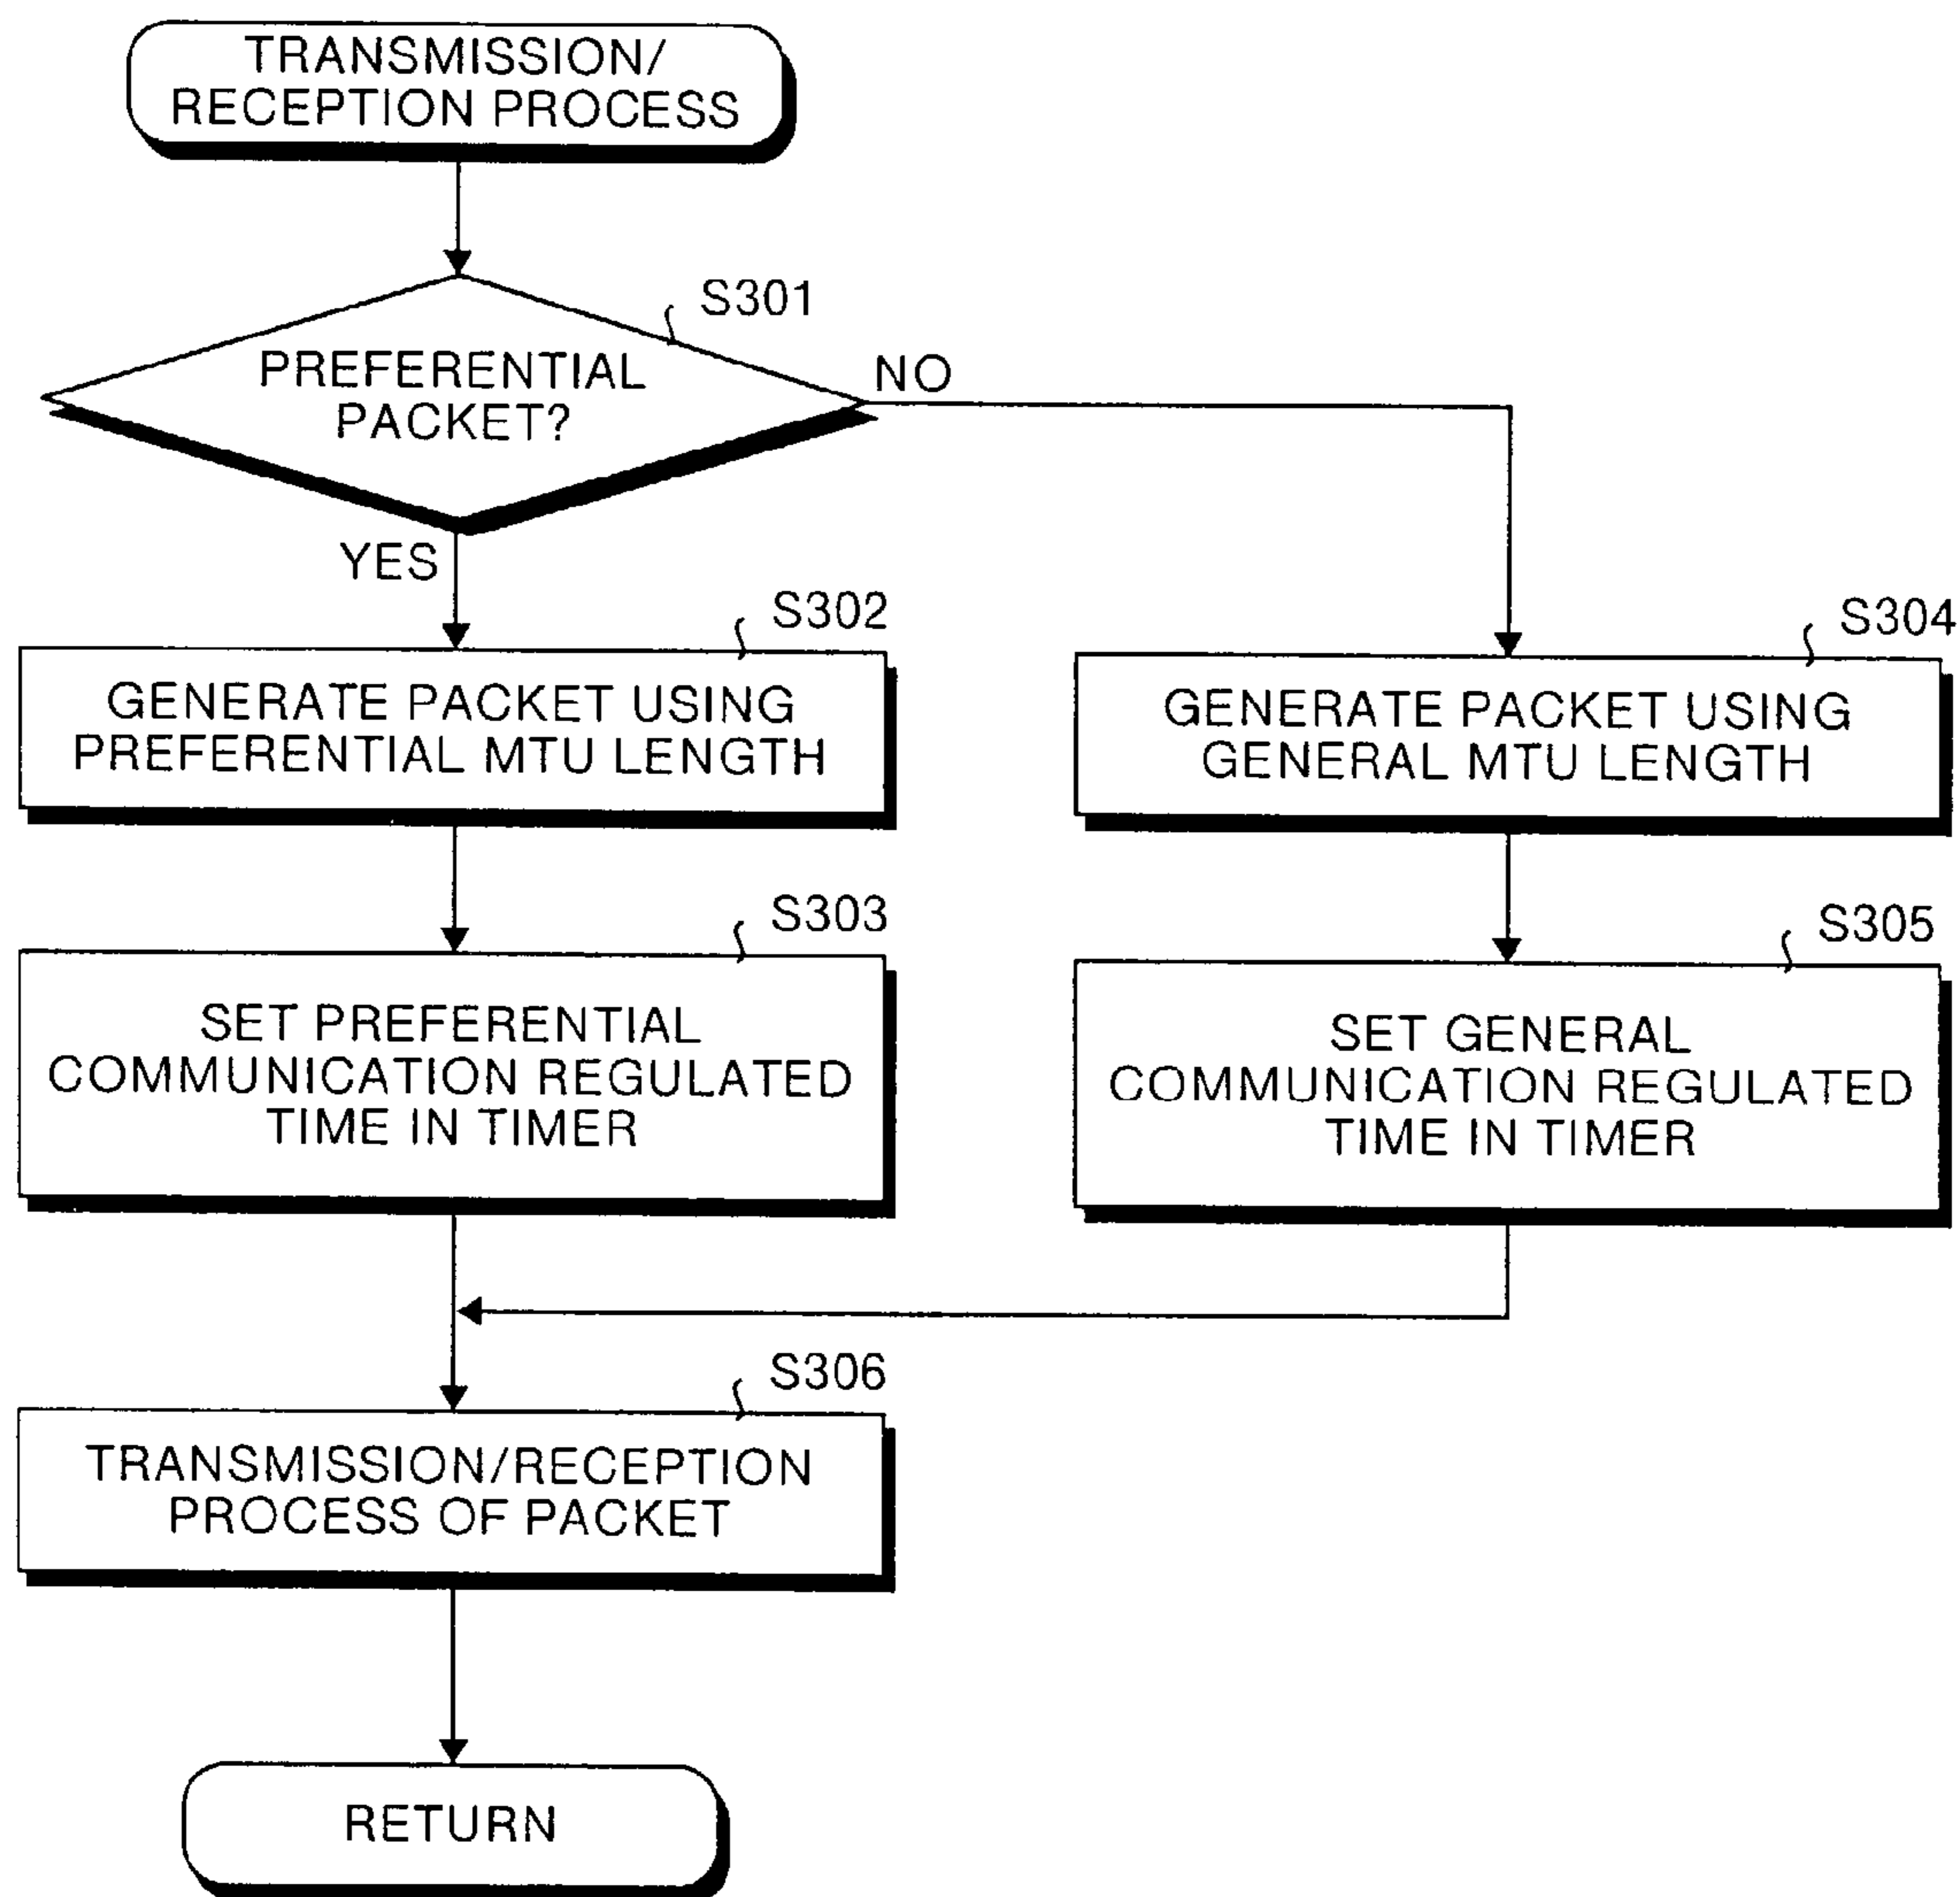 TRANSMISSION/
RECEPTION PROCESS
S301
PREFERENTIAL
PACKET?
NO
YES
S302
GENERATE PACKET USING
PREFERENTIAL MTU LENGTH
S304
GENERATE PACKET USING
GENERAL MTU LENGTH
S303
SET PREFERENTIAL
COMMUNICATION REGULATED
TIME IN TIMER
S305
SET GENERAL
COMMUNICATION REGULATED
TIME IN TIMER
S306
TRANSMISSION/RECEPTION
PROCESS OF PACKET
RETURN